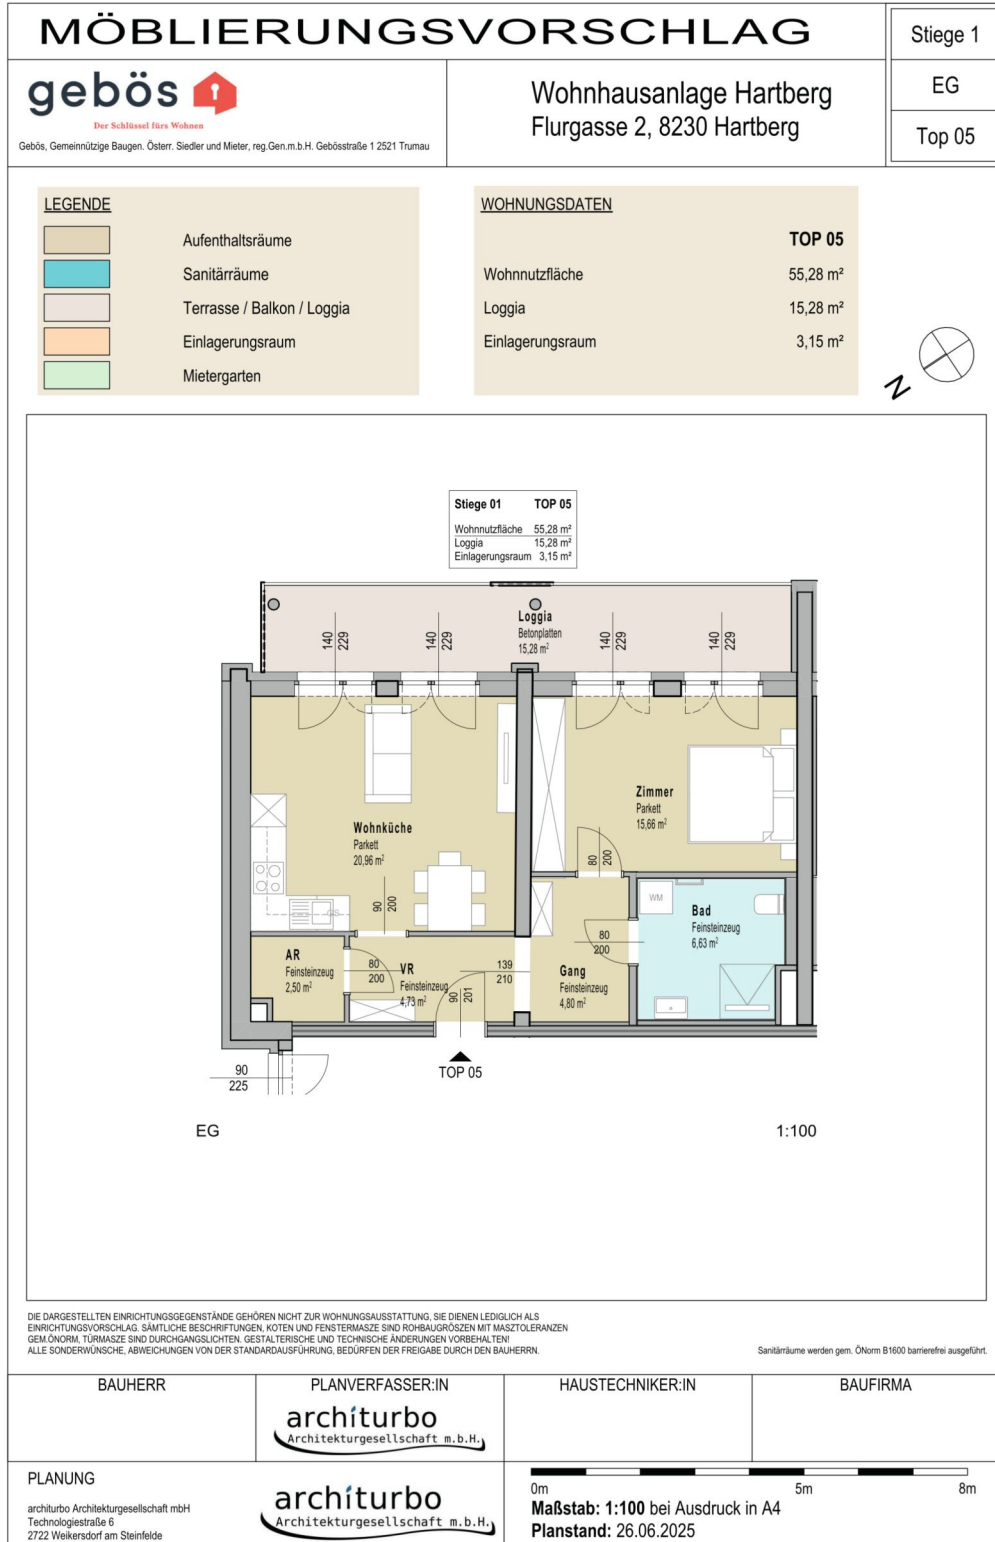 MÖBLIERUNGSVORSCHLAG
Stiege 1
EG
Top 05
gebös
Der Schlüssel fürs Wohnen
Gebös, Gemeinnützige Baugen. Österr. Siedler und Mieter, reg.Gen.m.b.H. Gebösstraße 1 2521 Trumau
Wohnhausanlage Hartberg
Flurgasse 2, 8230 Hartberg
LEGENDE
Aufenthaltsräume
Sanitärräume
Terrasse / Balkon / Loggia
Einlagerungsraum
Mietergarten
WOHNUNGSDATEN
TOP 05
Wohnnutzfläche 55,28 m²
Loggia 15,28 m²
Einlagerungsraum 3,15 m²
N
Stiege 01 TOP 05
Wohnnutzfläche 55,28 m²
Loggia 15,28 m²
Einlagerungsraum 3,15 m²
Loggia
Betonplatten
15,28 m²
140
229
140
229
140
229
140
229
Wohnküche
Parkett
20,96 m²
Zimmer
Parkett
15,66 m²
80
200
90
200
GS
WM
Bad
Feinsteinzeug
6,63 m²
80
200
AR
Feinsteinzeug
2,50 m²
80
200
VR
Feinsteinzeug
4,73 m²
90
201
139
210
Gang
Feinsteinzeug
4,80 m²
90
225
TOP 05
EG
1:100
DIE DARGESTELLTEN EINRICHTUNGSGEGENSTÄNDE GEHÖREN NICHT ZUR WOHNUNGSAUSSTATTUNG, SIE DIENEN LEDIGLICH ALS
EINRICHTUNGSVORSCHLAG. SÄMTLICHE BESCHRIFTUNGEN, KOTEN UND FENSTERMASZE SIND ROHBAUGRÖSZEN MIT MASZTOLERANZEN
GEM.ÖNORM, TÜRMASZE SIND DURCHGANGSLICHTEN. GESTALTERISCHE UND TECHNISCHE ÄNDERUNGEN VORBEHALTEN!
ALLE SONDERWÜNSCHE, ABWEICHUNGEN VON DER STANDARDAUSFÜHRUNG, BEDÜRFEN DER FREIGABE DURCH DEN BAUHERRN.
Sanitärräume werden gem. ÖNorm B1600 barrierefrei ausgeführt.
BAUHERR
PLANVERFASSER:IN
HAUSTECHNIKER:IN
BAUFIRMA
architurbo
Architekturgesellschaft m.b.H.
PLANUNG
architurbo Architekturgesellschaft mbH
Technologiestraße 6
2722 Weikersdorf am Steinfelde
architurbo
Architekturgesellschaft m.b.H.
0m 5m 8m
Maßstab: 1:100 bei Ausdruck in A4
Planstand: 26.06.2025